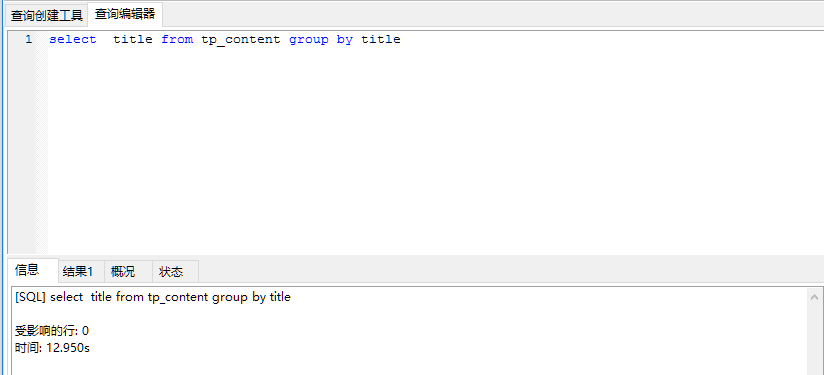 查询创建工具 查询编辑器
1 select  title from tp_content group by title
信息 结果1 概况 状态
[SQL] select  title from tp_content group by title
受影响的行: 0
时间: 12.950s